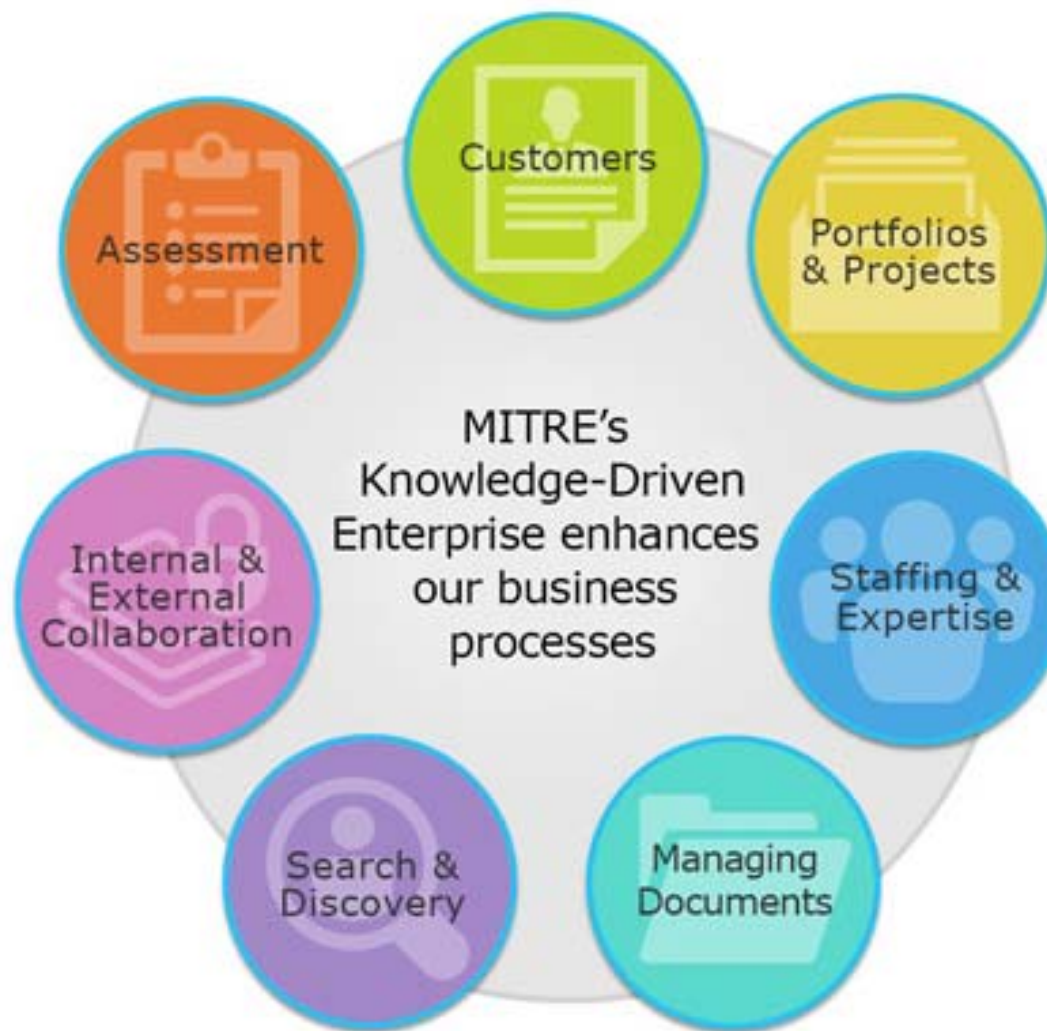 Customers
Portfolios
& Projects
Staffing &
Expertise
Managing
Documents
Search &
Discovery
Internal &
External
Collaboration
Assessment
MITRE’s
Knowledge-Driven
Enterprise enhances
our business
processes